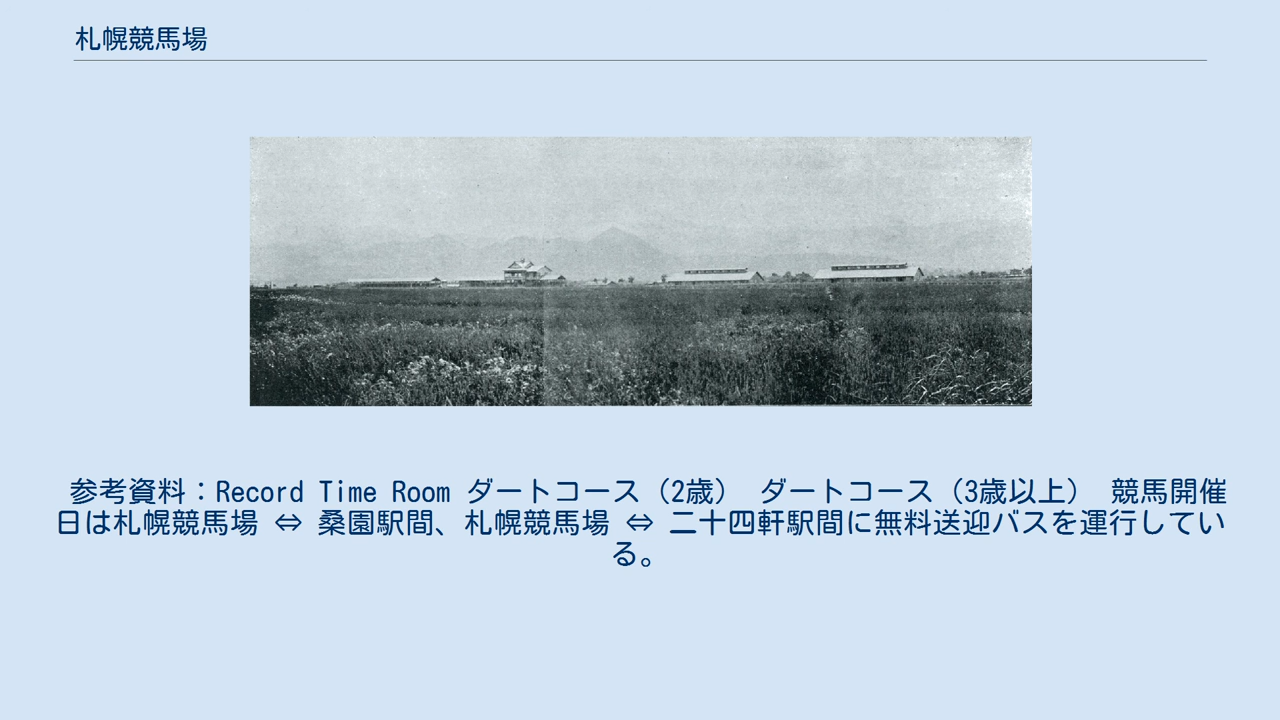 札幌競馬場
参考資料：Record Time Room ダートコース（2歳） ダートコース（3歳以上） 競馬開催
日は札幌競馬場 ⇔ 桑園駅間、札幌競馬場 ⇔ 二十四軒駅間に無料送迎バスを運行してい
る。